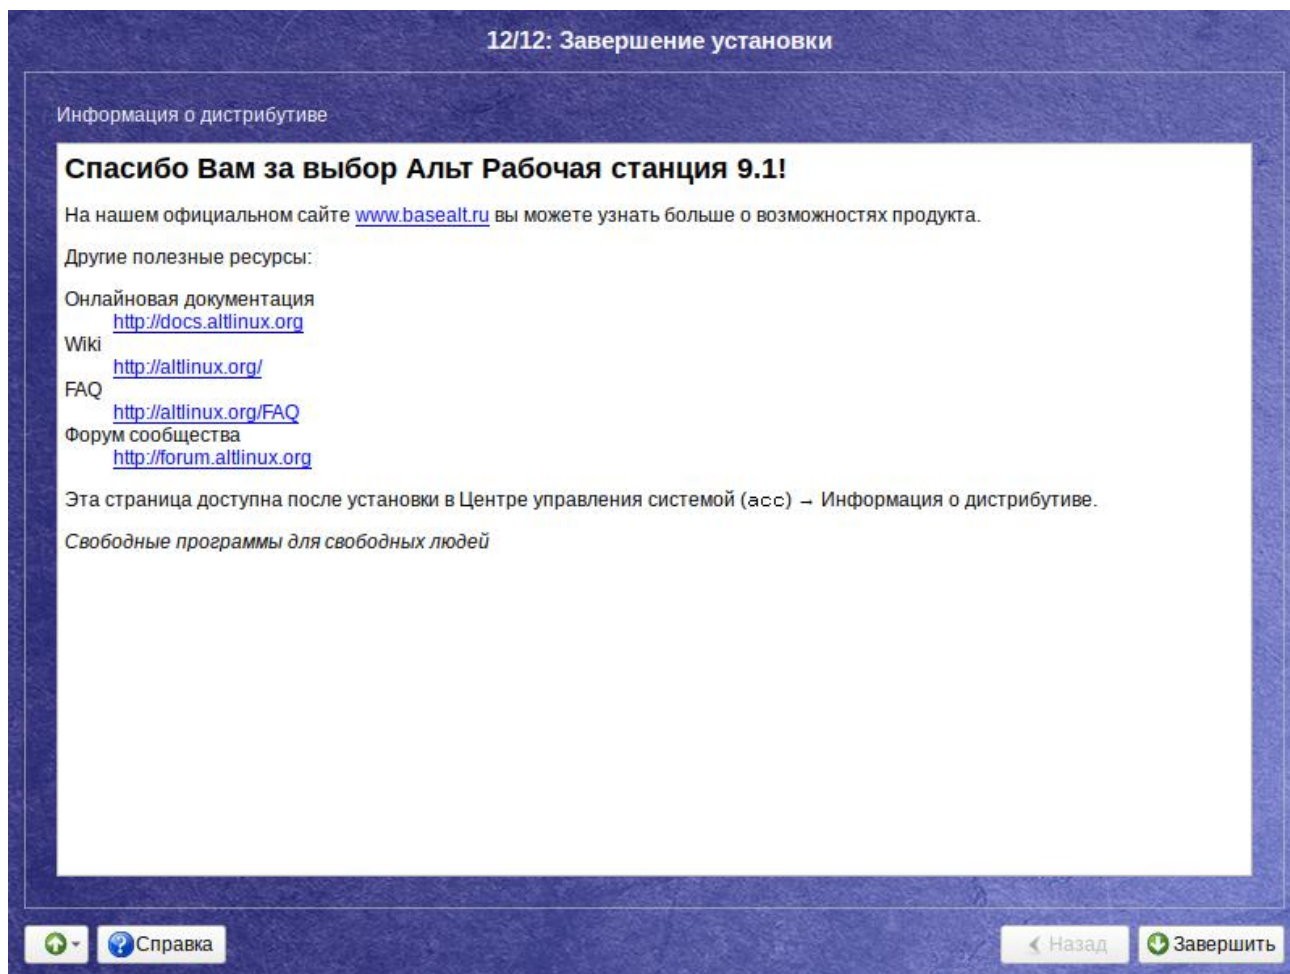 12/12: Завершение установки
Информация о дистрибутиве
Спасибо Вам за выбор Альт Рабочая станция 9.1!
На нашем официальном сайте www.basealt.ru вы можете узнать больше о возможностях продукта.
Другие полезные ресурсы:
Онлайновая документация
http://docs.altlinux.org
Wiki
http://altlinux.org/
FAQ
http://altlinux.org/FAQ
Форум сообщества
http://forum.altlinux.org
Эта страница доступна после установки в Центре управления системой (acc) → Информация о дистрибутиве.
Свободные программы для свободных людей
Справка
Назад
Завершить